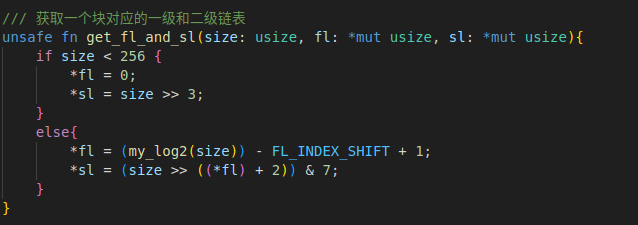 /// 获取一个块对应的一级和二级链表
unsafe fn get_fl_and_sl(size: usize, fl: *mut usize, sl: *mut usize){
    if size < 256 {
        *fl = 0;
        *sl = size >> 3;
    }
    else{
        *fl = (my_log2(size)) - FL_INDEX_SHIFT + 1;
        *sl = (size >> ((*fl) + 2)) & 7;
    }
}